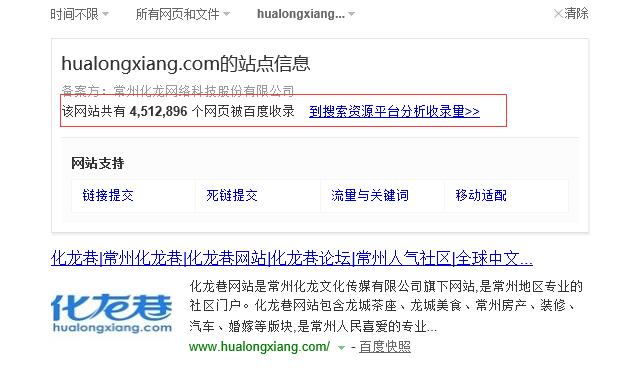 时间不限 所有网页和文件 hualongxiang... 清除
hualongxiang.com的站点信息
备案方：常州化龙网络科技股份有限公司
该网站共有 4,512,896 个网页被百度收录 到搜索资源平台分析收录量>>
网站支持
链接提交 死链提交 流量与关键词 移动适配
化龙巷|常州化龙巷|化龙巷网站|化龙巷论坛|常州人气社区|全球中文...
化龙巷网站是常州化龙文化传媒有限公司旗下网站,是常州地区专业的
社区门户。化龙巷网站包含龙城茶座、龙城美食、常州房产、装修、
汽车、婚嫁等版块,是常州人民喜爱的专业...
化龙巷
hualongxiang.com
www.hualongxiang.com/ - 百度快照